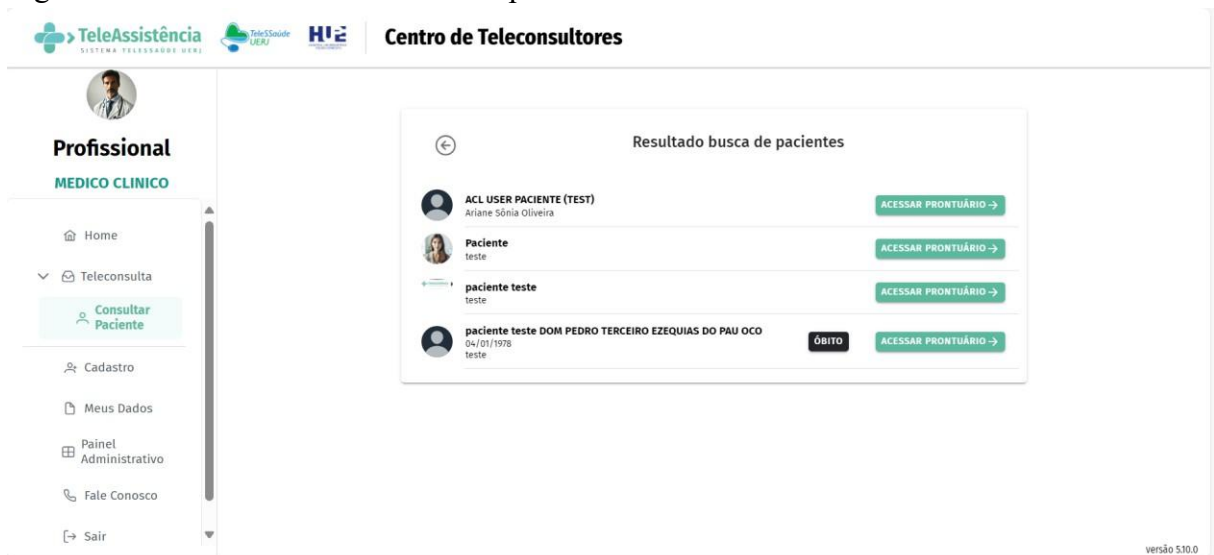 TeleAssistência
SISTEMA TELESSAÚDE UERJ
TeleSSaúde
UERJ
Centro de Teleconsultores
Profissional
MEDICO CLINICO
Home
Teleconsulta
Consultar
Paciente
Cadastro
Meus Dados
Painel
Administrativo
Fale Conosco
Sair
Resultado busca de pacientes
ACL USER PACIENTE (TEST)
Ariane Sônia Oliveira
ACESSAR PRONTUÁRIO
Paciente
teste
ACESSAR PRONTUÁRIO
paciente teste
teste
ACESSAR PRONTUÁRIO
paciente teste DOM PEDRO TERCEIRO EZEQUIAS DO PAU OCO
04/01/1978
teste
ÓBITO
ACESSAR PRONTUÁRIO
versão 5.10.0